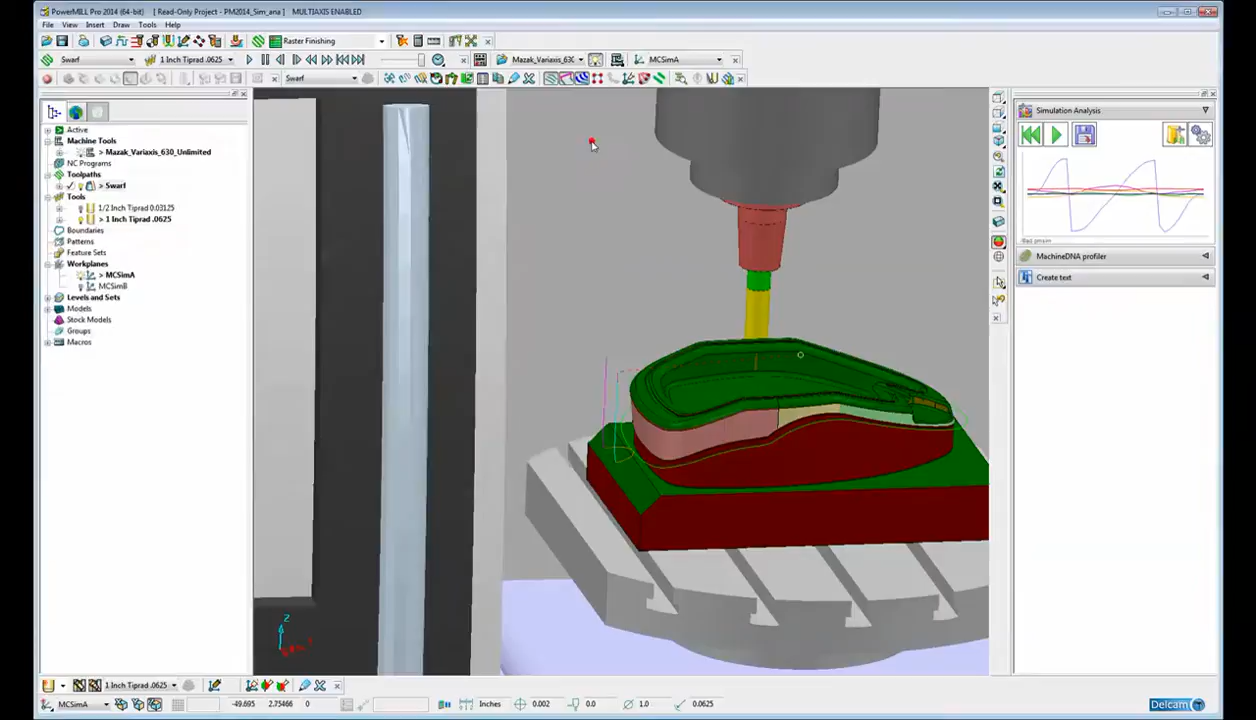 PowerMILL Pro 2014 (64-bit) [ Read-Only Project - PM2014_Sim_ana ] MULTIAXIS ENABLED
File View Insert Draw Tools Help
Raster Finishing
Swarf 1 Inch Tiprad .0625 Mazak_Variaxis_630 MCSimA
Swarf
Active
Machine Tools
> Mazak_Variaxis_630_Unlimited
NC Programs
Toolpaths
> Swarf
Tools
1/2 Inch Tiprad 0.03125
> 1 Inch Tiprad .0625
Boundaries
Patterns
Feature Sets
Workplanes
> MCSimA
MCSimB
Levels and Sets
Models
Stock Models
Groups
Macros
Simulation Analysis
MachineDNA profiler
Create text
Z
1 Inch Tiprad .0625
MCSimA -49.695 2.75466 0 Inches 0.002 0.0 1.0 0.0625
Delcam